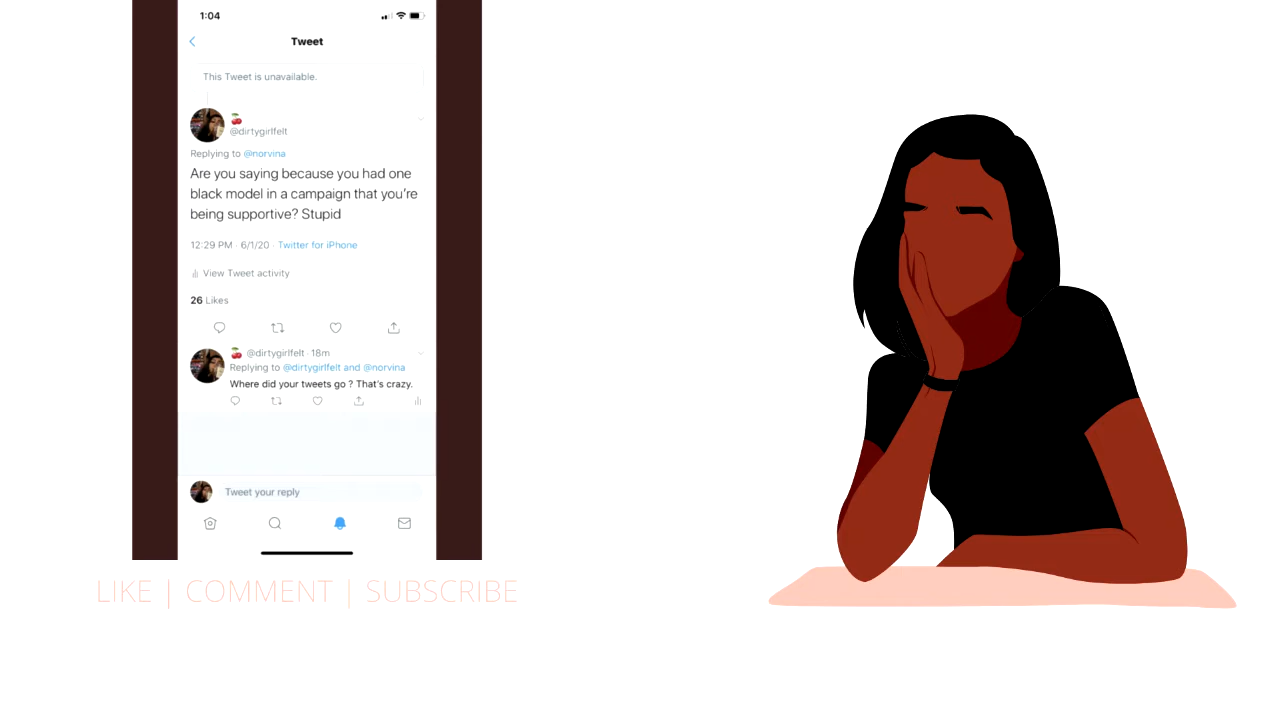 1:04
Tweet
This Tweet is unavailable.
@dirtygirlfelt
Replying to @norvina
Are you saying because you had one
black model in a campaign that you're
being supportive? Stupid
12:29 PM · 6/1/20 · Twitter for iPhone
View Tweet activity
26 Likes
@dirtygirlfelt · 18m
Replying to @dirtygirlfelt and @norvina
Where did your tweets go ? That's crazy.
Tweet your reply
LIKE | COMMENT | SUBSCRIBE